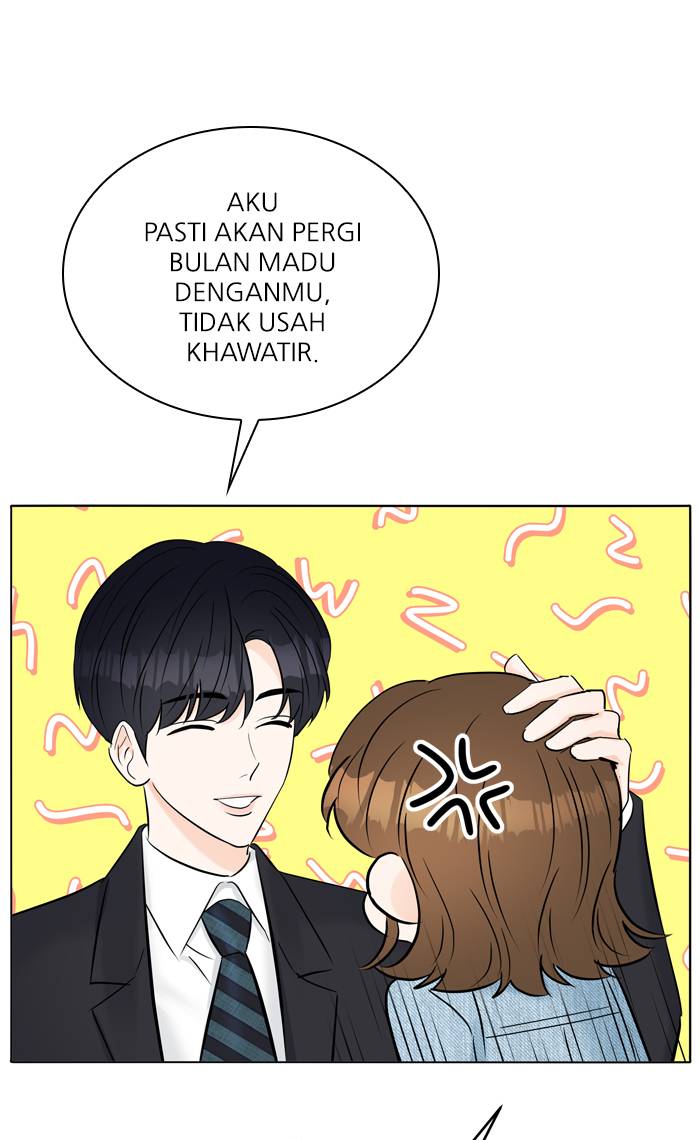 AKU
PASTI AKAN PERGI
BULAN MADU
DENGANMU,
TIDAK USAH
KHAWATIR.